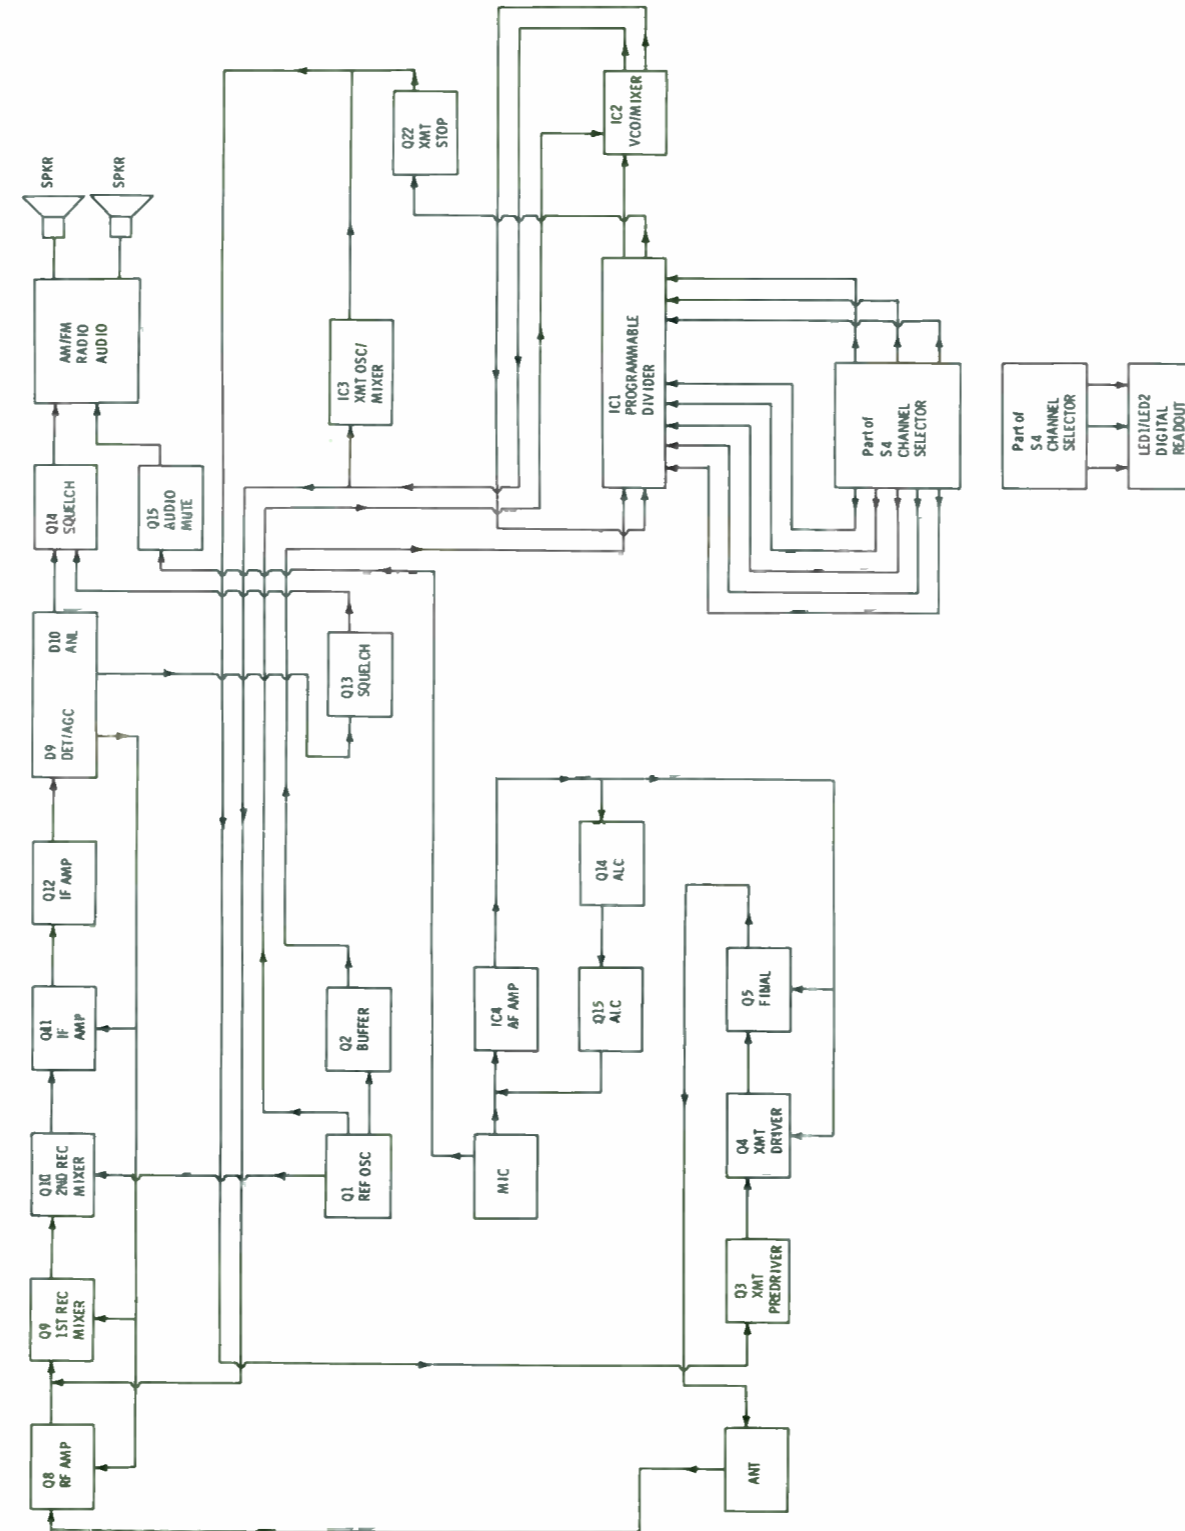 Q8
RF AMP
Q9
1ST REC
MIXER
Q10
2ND REC
MIXER
Q11
IF
AMP
Q12
IF AMP
D9
DET/AGC
D10
ANL
Q14
SQUELCH
AM/FM
RADIO
AUDIO
SPKR
SPKR
Q15
AUDIO
MUTE
Q1
REF OSC
Q2
BUFFER
Q13
SQUELCH
IC3
XMT OSC/
MIXER
Q22
XMT
STOP
MIC
IC4
AF AMP
Q14
ALC
Q15
ALC
IC1
PROGRAMMABLE
DIVIDER
IC2
VCO/MIXER
ANT
Q3
XMT
PREDRIVER
Q4
XMT
DRIVER
Q5
FINAL
Part of
S4
CHANNEL
SELECTOR
Part of
S4
CHANNEL
SELECTOR
LED1/LED2
DIGITAL
READOUT